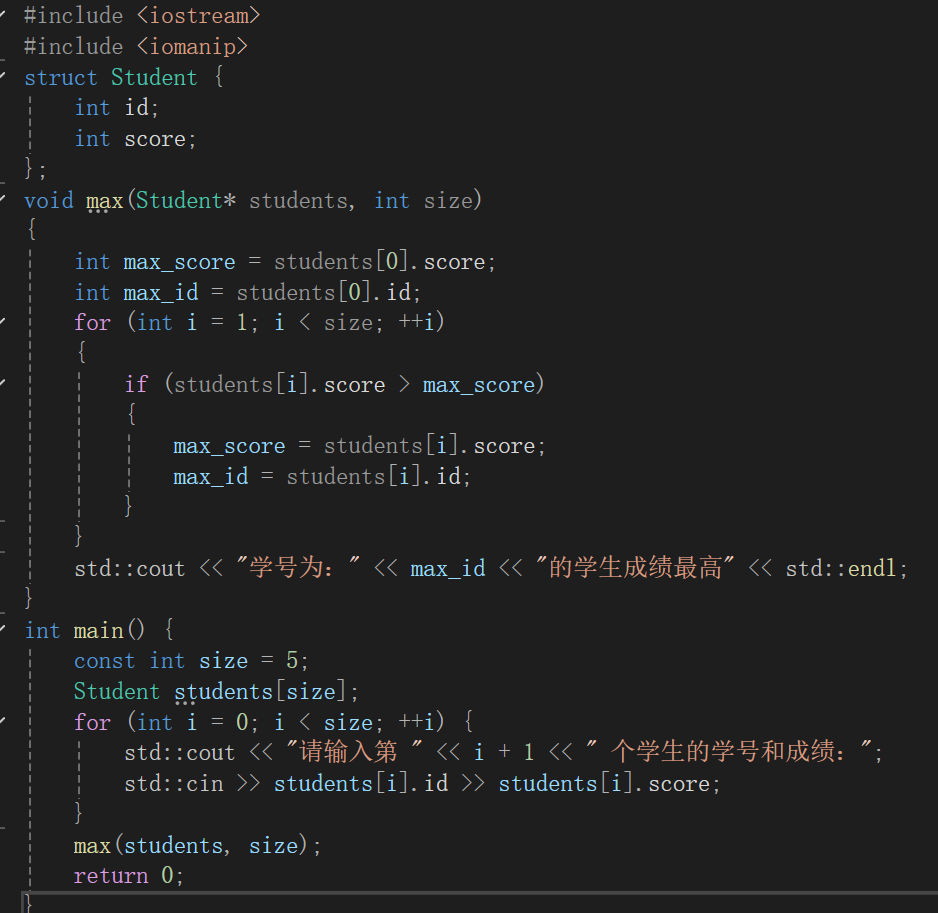 #include <iostream>
#include <iomanip>
struct Student {
    int id;
    int score;
};
void max(Student* students, int size)
{
    int max_score = students[0].score;
    int max_id = students[0].id;
    for (int i = 1; i < size; ++i)
    {
        if (students[i].score > max_score)
        {
            max_score = students[i].score;
            max_id = students[i].id;
        }
    }
    std::cout << "学号为：" << max_id << "的学生成绩最高" << std::endl;
}
int main() {
    const int size = 5;
    Student students[size];
    for (int i = 0; i < size; ++i) {
        std::cout << "请输入第 " << i + 1 << " 个学生的学号和成绩：";
        std::cin >> students[i].id >> students[i].score;
    }
    max(students, size);
    return 0;
}